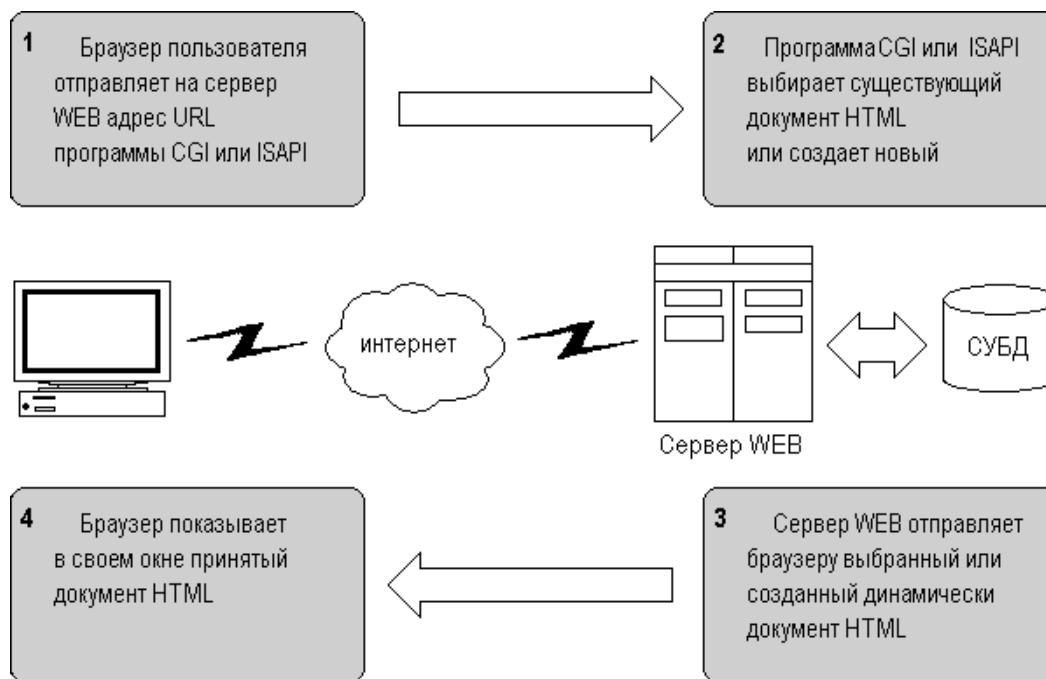 1 Браузер пользователя
отправляет на сервер
WEB адрес URL
программы CGI или ISAPI
2 Программа CGI или ISAPI
выбирает существующий
документ HTML
или создает новый
интернет
СУБД
Сервер WEB
4 Браузер показывает
в своем окне принятый
документ HTML
3 Сервер WEB отправляет
браузеру выбранный или
созданный динамически
документ HTML